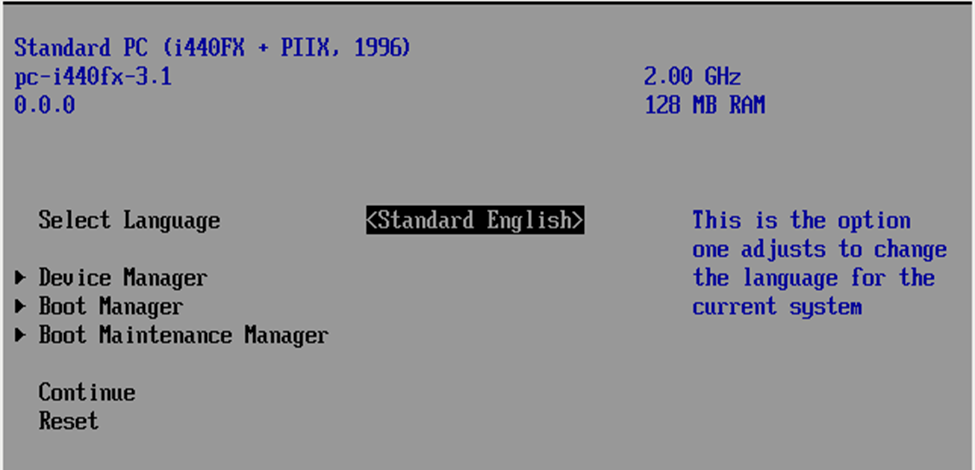 Standard PC (i440FX + PIIX, 1996)
pc-i440fx-3.1 2.00 GHz
0.0.0 128 MB RAM
Select Language <Standard English> This is the option
one adjusts to change
▶ Device Manager the language for the
▶ Boot Manager current system
▶ Boot Maintenance Manager
Continue
Reset